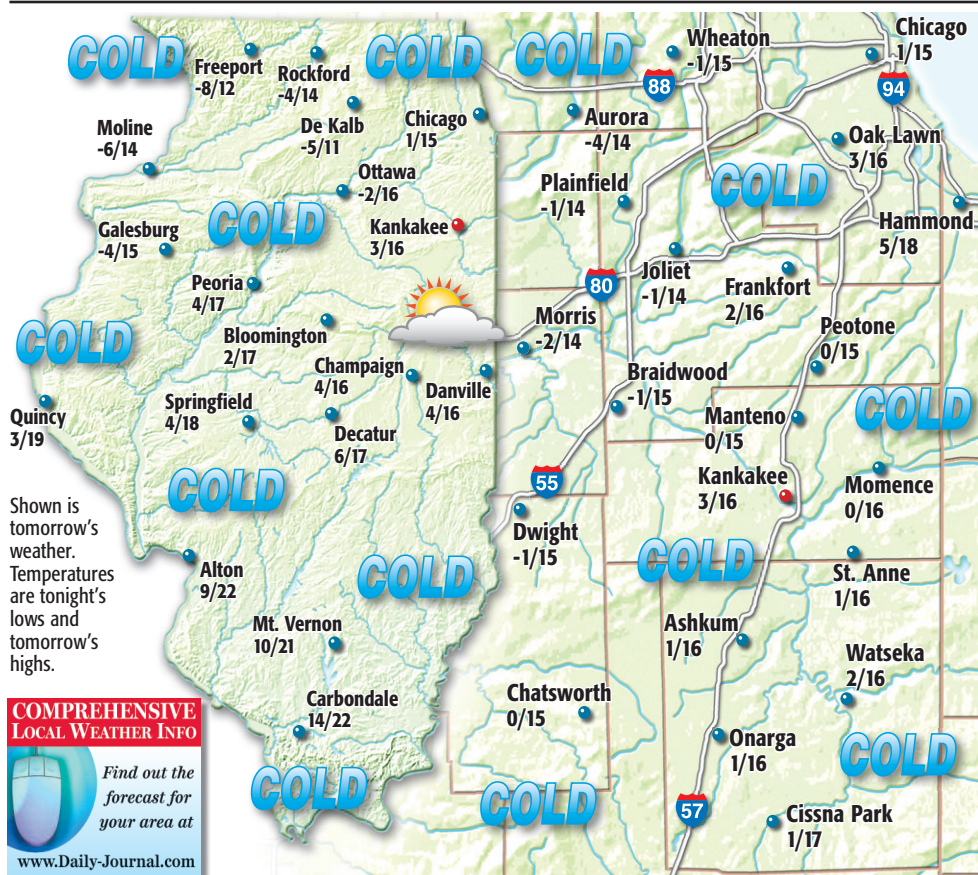 COLD
Freeport
-8/12
Rockford
-4/14
COLD
Moline
-6/14
De Kalb
-5/11
Chicago
1/15
Ottawa
-2/16
COLD
Kankakee
3/16
Galesburg
-4/15
Peoria
4/17
COLD
Bloomington
2/17
Champaign
4/16
Danville
4/16
Quincy
3/19
Springfield
4/18
Decatur
6/17
COLD
Shown is
tomorrow's
weather.
Temperatures
are tonight's
lows and
tomorrow's
highs.
Alton
9/22
COLD
Mt. Vernon
10/21
Carbondale
14/22
COLD
COMPREHENSIVE
LOCAL WEATHER INFO
Find out the
forecast for
your area at
www.Daily-Journal.com
COLD
Wheaton
-1/15
Chicago
1/15
88
94
Aurora
-4/14
Oak Lawn
3/16
Plainfield
-1/14
COLD
Hammond
5/18
Joliet
-1/14
80
Frankfort
2/16
Morris
-2/14
Peotone
0/15
Braidwood
-1/15
Manteno
0/15
COLD
Kankakee
3/16
Momence
0/16
55
Dwight
-1/15
COLD
St. Anne
1/16
Ashkum
1/16
Watseka
2/16
Chatsworth
0/15
Onarga
1/16
COLD
COLD
57
Cissna Park
1/17